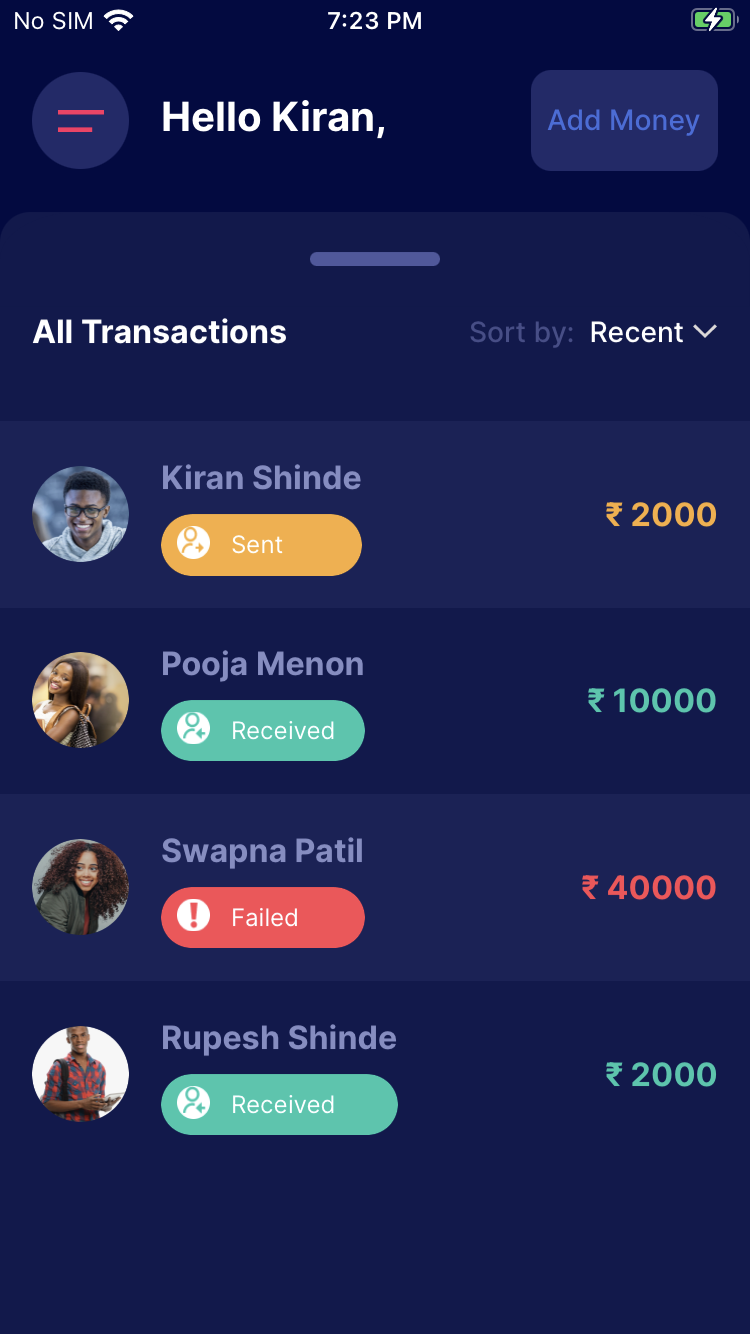 No SIM 7:23 PM
Hello Kiran,
Add Money
All Transactions
Sort by: Recent
Kiran Shinde
Sent
₹ 2000
Pooja Menon
Received
₹ 10000
Swapna Patil
Failed
₹ 40000
Rupesh Shinde
Received
₹ 2000